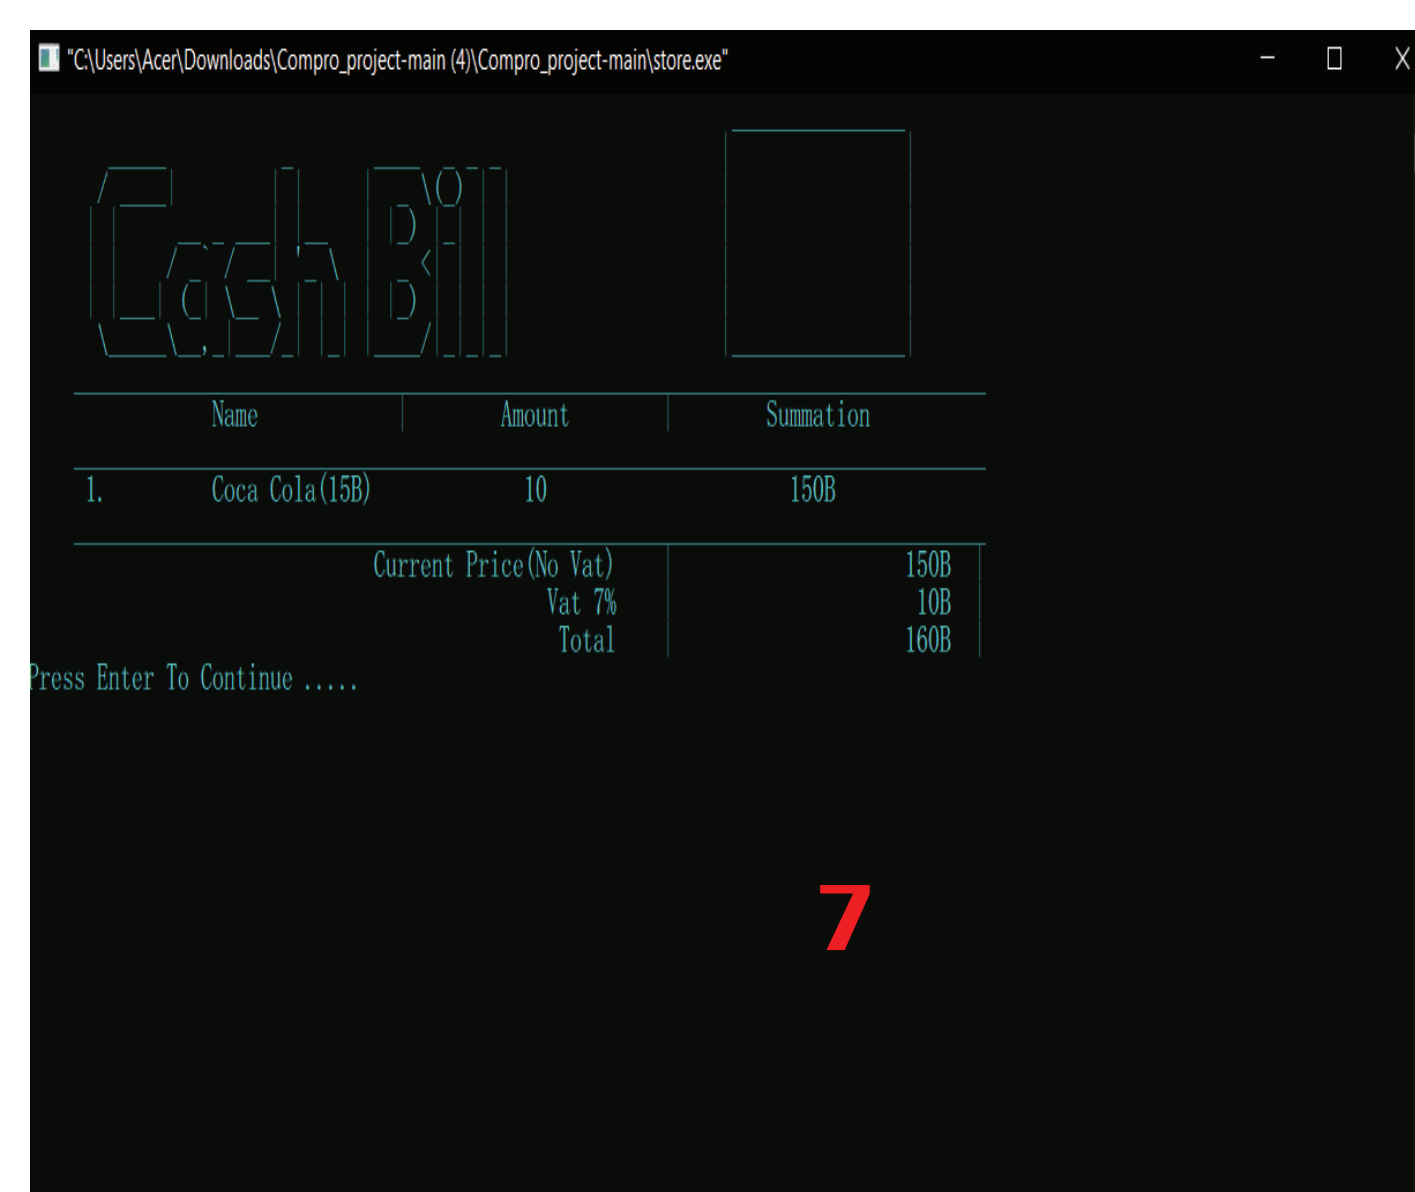 "C:\Users\Acer\Downloads\Compro_project-main (4)\Compro_project-main\store.exe"
Cash Bill
Name Amount Summation
1. Coca Cola(15B) 10 150B
Current Price(No Vat) 150B
Vat 7% 10B
Total 160B
Press Enter To Continue .....
7